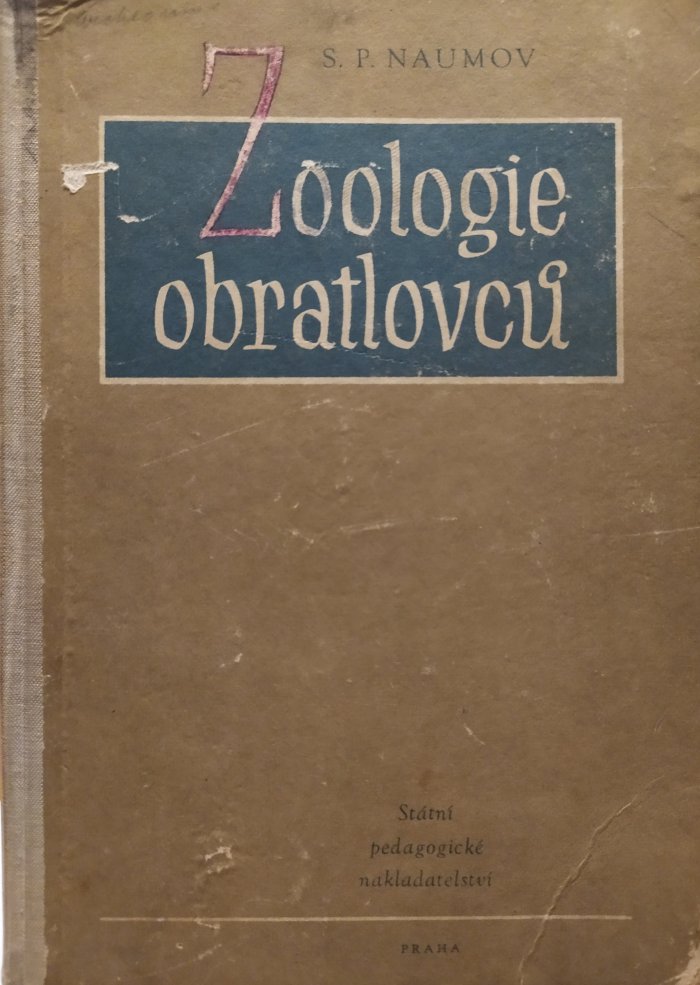 S. P. NAUMOV
Zoologie
obratlovců
Státní
pedagogické
nakladatelství
PRAHA